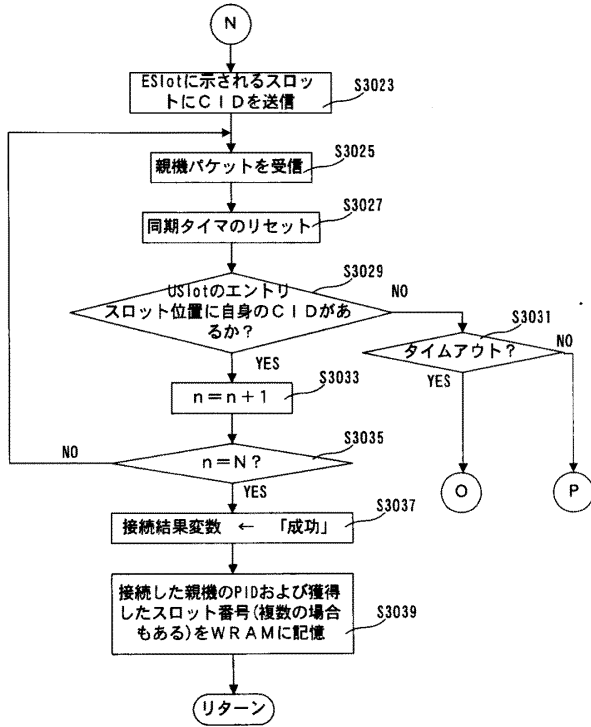 N
ESlotに示されるスロッ
トにCIDを送信
S3023
親機パケットを受信
S3025
同期タイマのリセット
S3027
USlotのエントリ
スロット位置に自身のCIDがあ
るか?
S3029
NO
YES
タイムアウト?
S3031
NO
YES
n=n+1
S3033
n=N?
S3035
NO
YES
O
P
接続結果変数 ← 「成功」
S3037
接続した親機のPIDおよび獲得
したスロット番号(複数の場合
もある)をWRAMに記憶
S3039
リターン